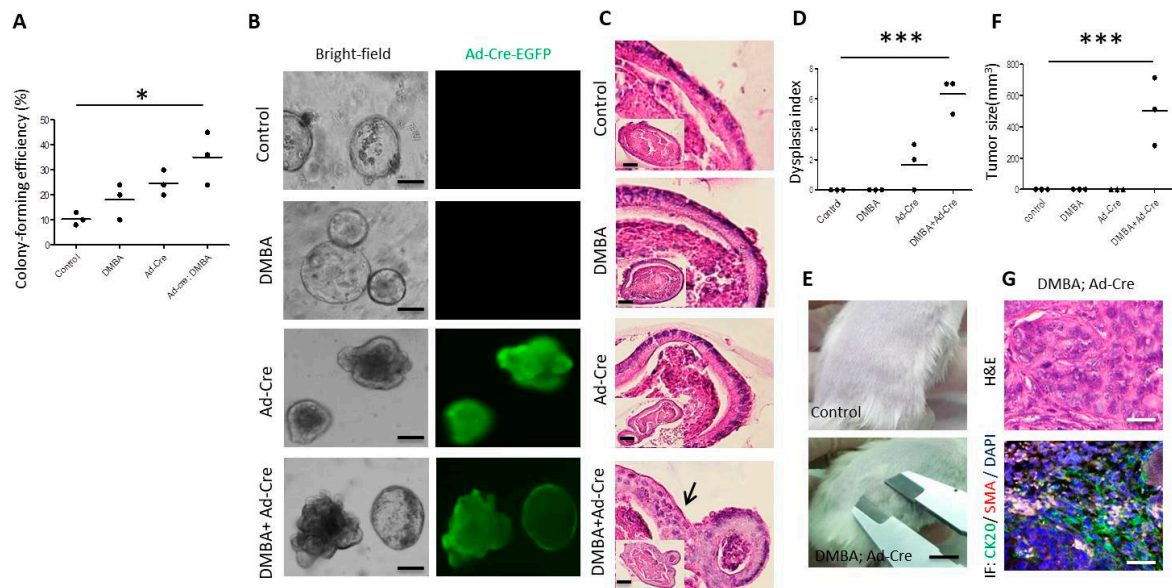 A
Colony-forming efficiency (%)
*
50
40
30
20
10
0
Control
DMBA
Ad-Cre
Ad-cre; DMBA
B
Bright-field
Ad-Cre-EGFP
Control
DMBA
Ad-Cre
DMBA+ Ad-Cre
C
Control
DMBA
Ad-Cre
DMBA+Ad-Cre
D
***
Dysplasia index
8
6
4
2
0
Control
DMBA
Ad-Cre
DMBA+Ad-Cre
E
Control
DMBA; Ad-Cre
F
***
Tumor size(mm³)
800
600
400
200
0
control
DMBA
Ad-Cre
DMBA+Ad-Cre
G
DMBA; Ad-Cre
H&E
IF: CK20/ SMA / DAPI